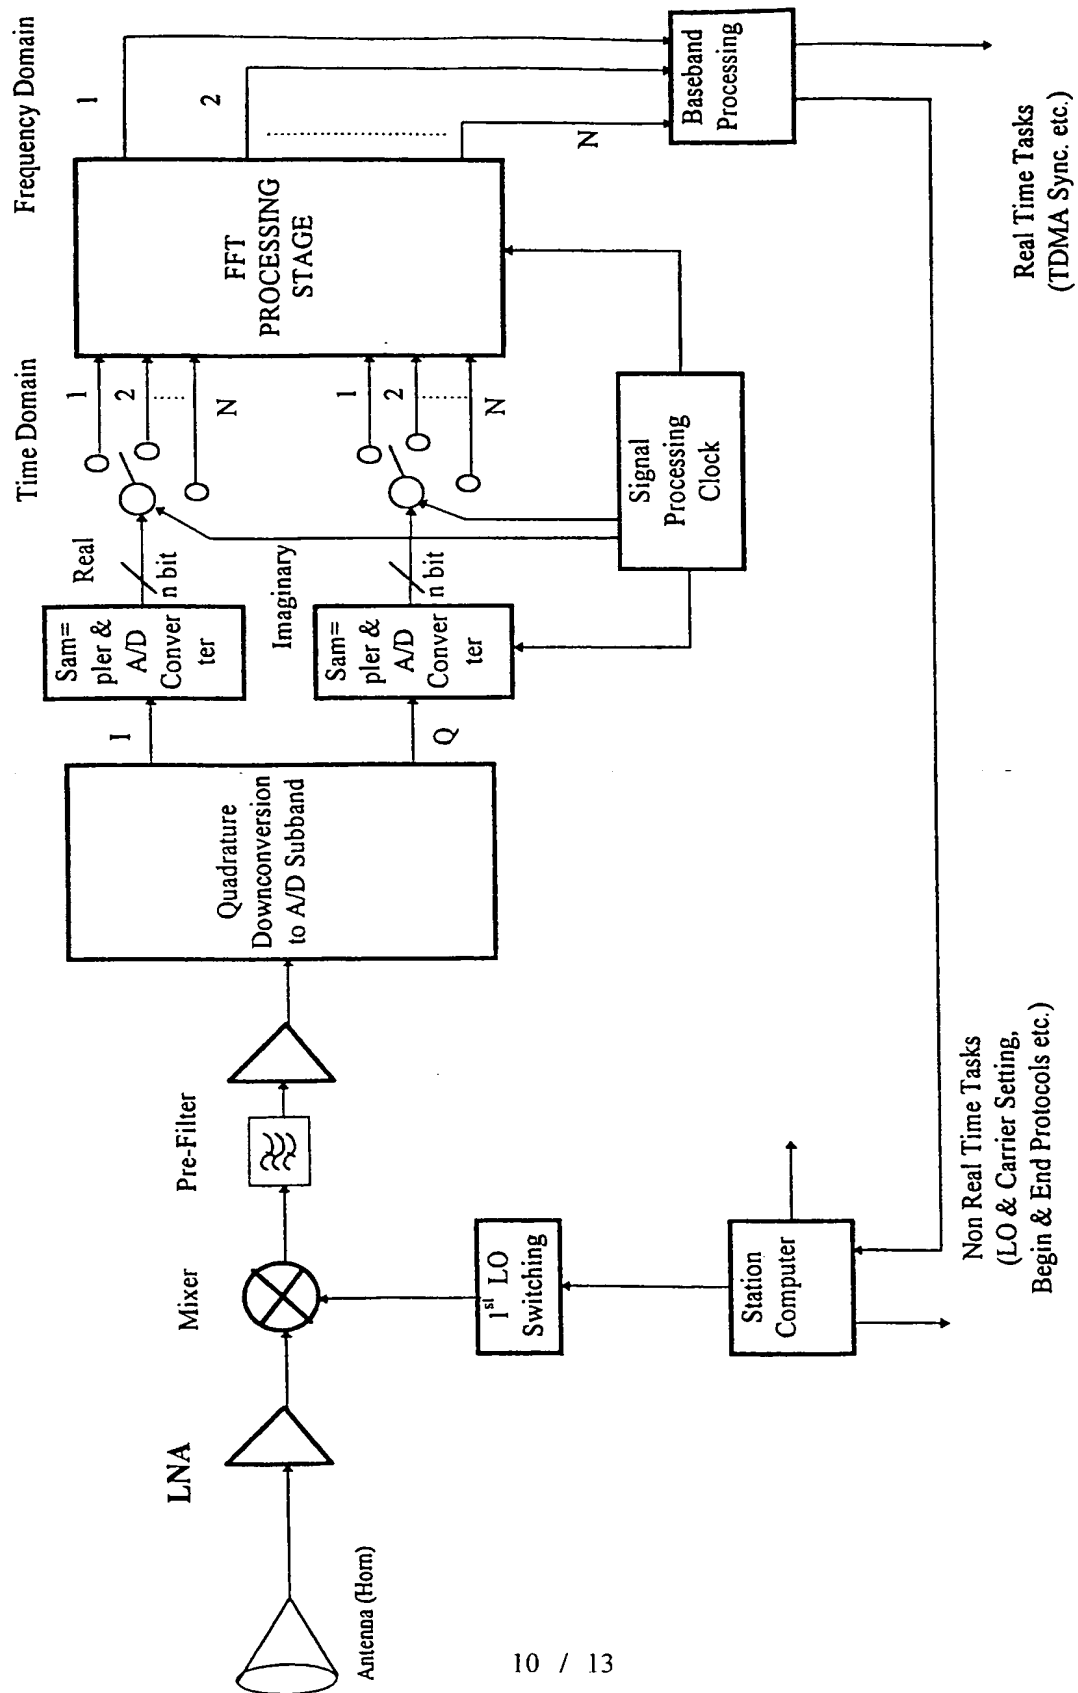 Antenna (Horn)
LNA
Mixer
Pre-Filter
1st LO
Switching
Station
Computer
Non Real Time Tasks
(LO & Carrier Setting,
Begin & End Protocols etc.)
Quadrature
Downconversion
to A/D Subband
I
Q
Sam=
pler &
A/D
Conver
ter
Sam=
pler &
A/D
Conver
ter
Real
n bit
Imaginary
n bit
Time Domain
1
2
N
1
2
N
Signal
Processing
Clock
FFT
PROCESSING
STAGE
Frequency Domain
1
2
N
Baseband
Processing
Real Time Tasks
(TDMA Sync. etc.)
10 / 13